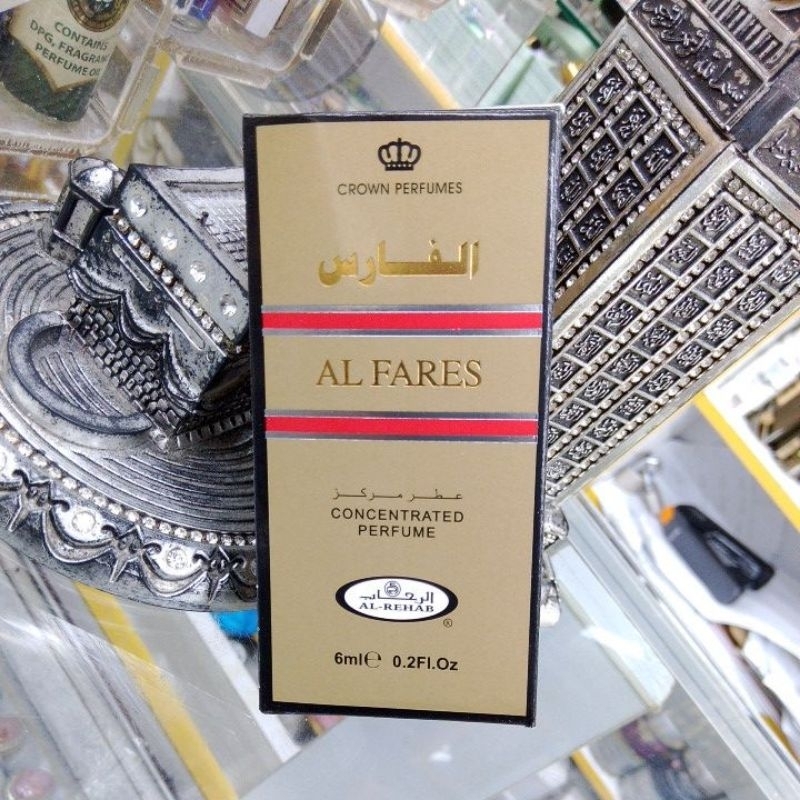 CONTAINS
DPG, FRAGRAN
PERFUME OIL
CROWN PERFUMES
الفارس
AL FARES
عطر مركز
CONCENTRATED
PERFUME
الرحاب
AL-REHAB
®
6ml℮ 0.2Fl.Oz